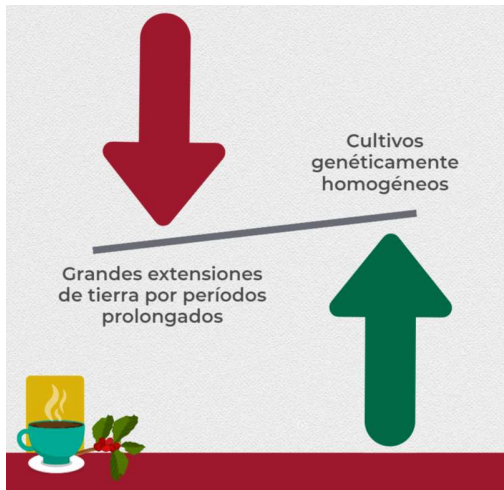 Cultivos
genéticamente
homogéneos
Grandes extensiones
de tierra por períodos
prolongados